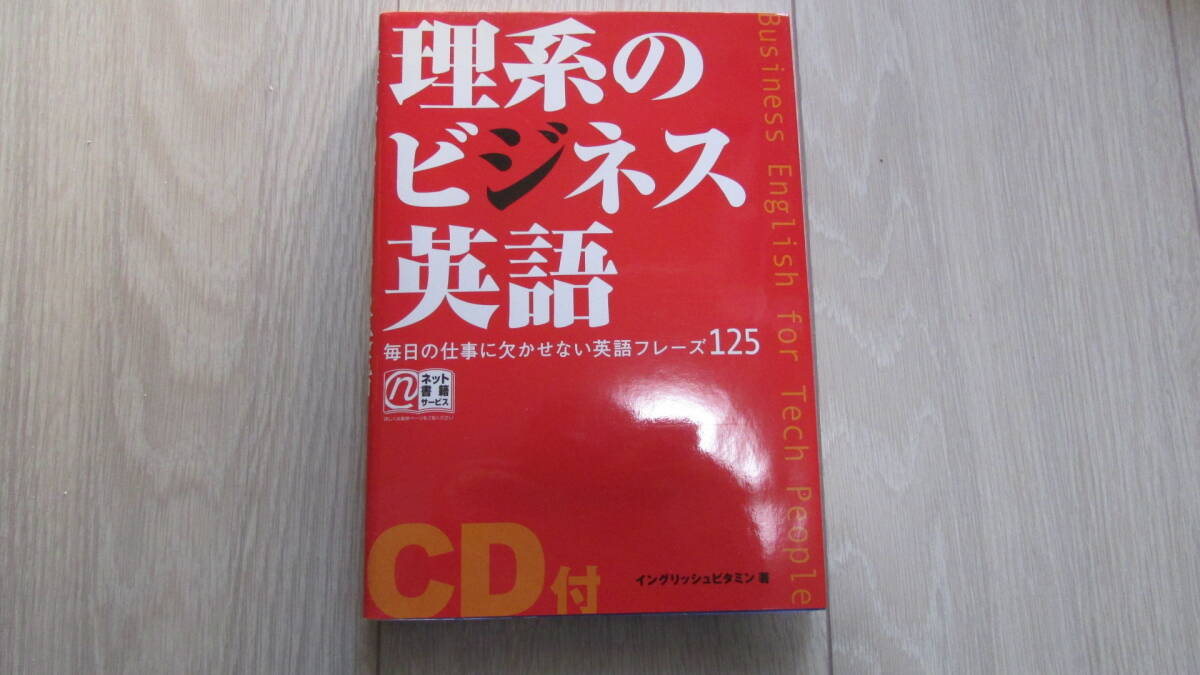 理系の
ビジネス
英語
毎日の仕事に欠かせない英語フレーズ125
n
ネット
書籍
サービス
Business English for Tech People
CD付
イングリッシュビタミン 著